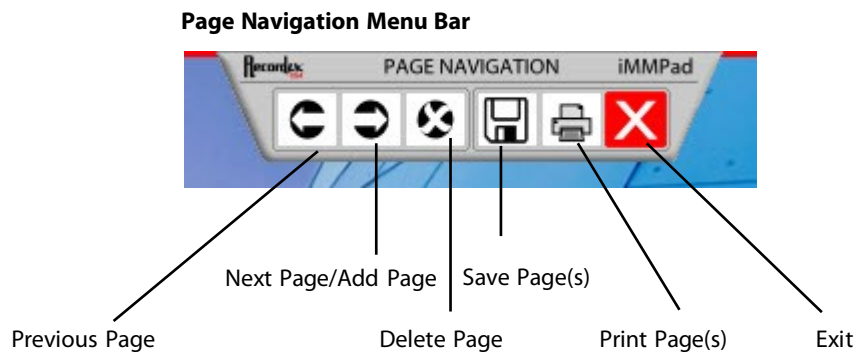 Page Navigation Menu Bar
Recordex USA PAGE NAVIGATION iMMPad
Next Page/Add Page Save Page(s)
Previous Page Delete Page Print Page(s) Exit